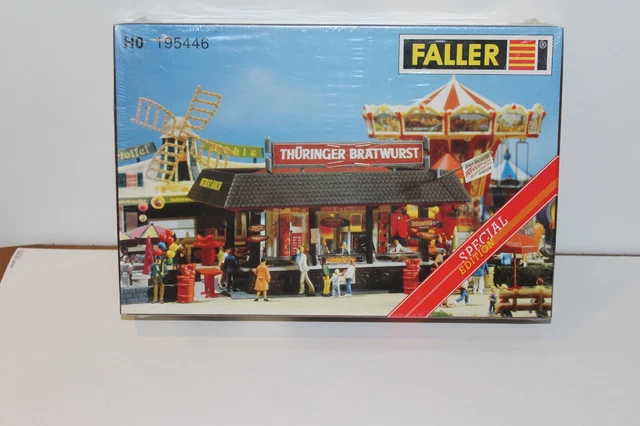 H0 195446
FALLER
®
THÜRINGER BRATWURST
SPECIAL
EDITION